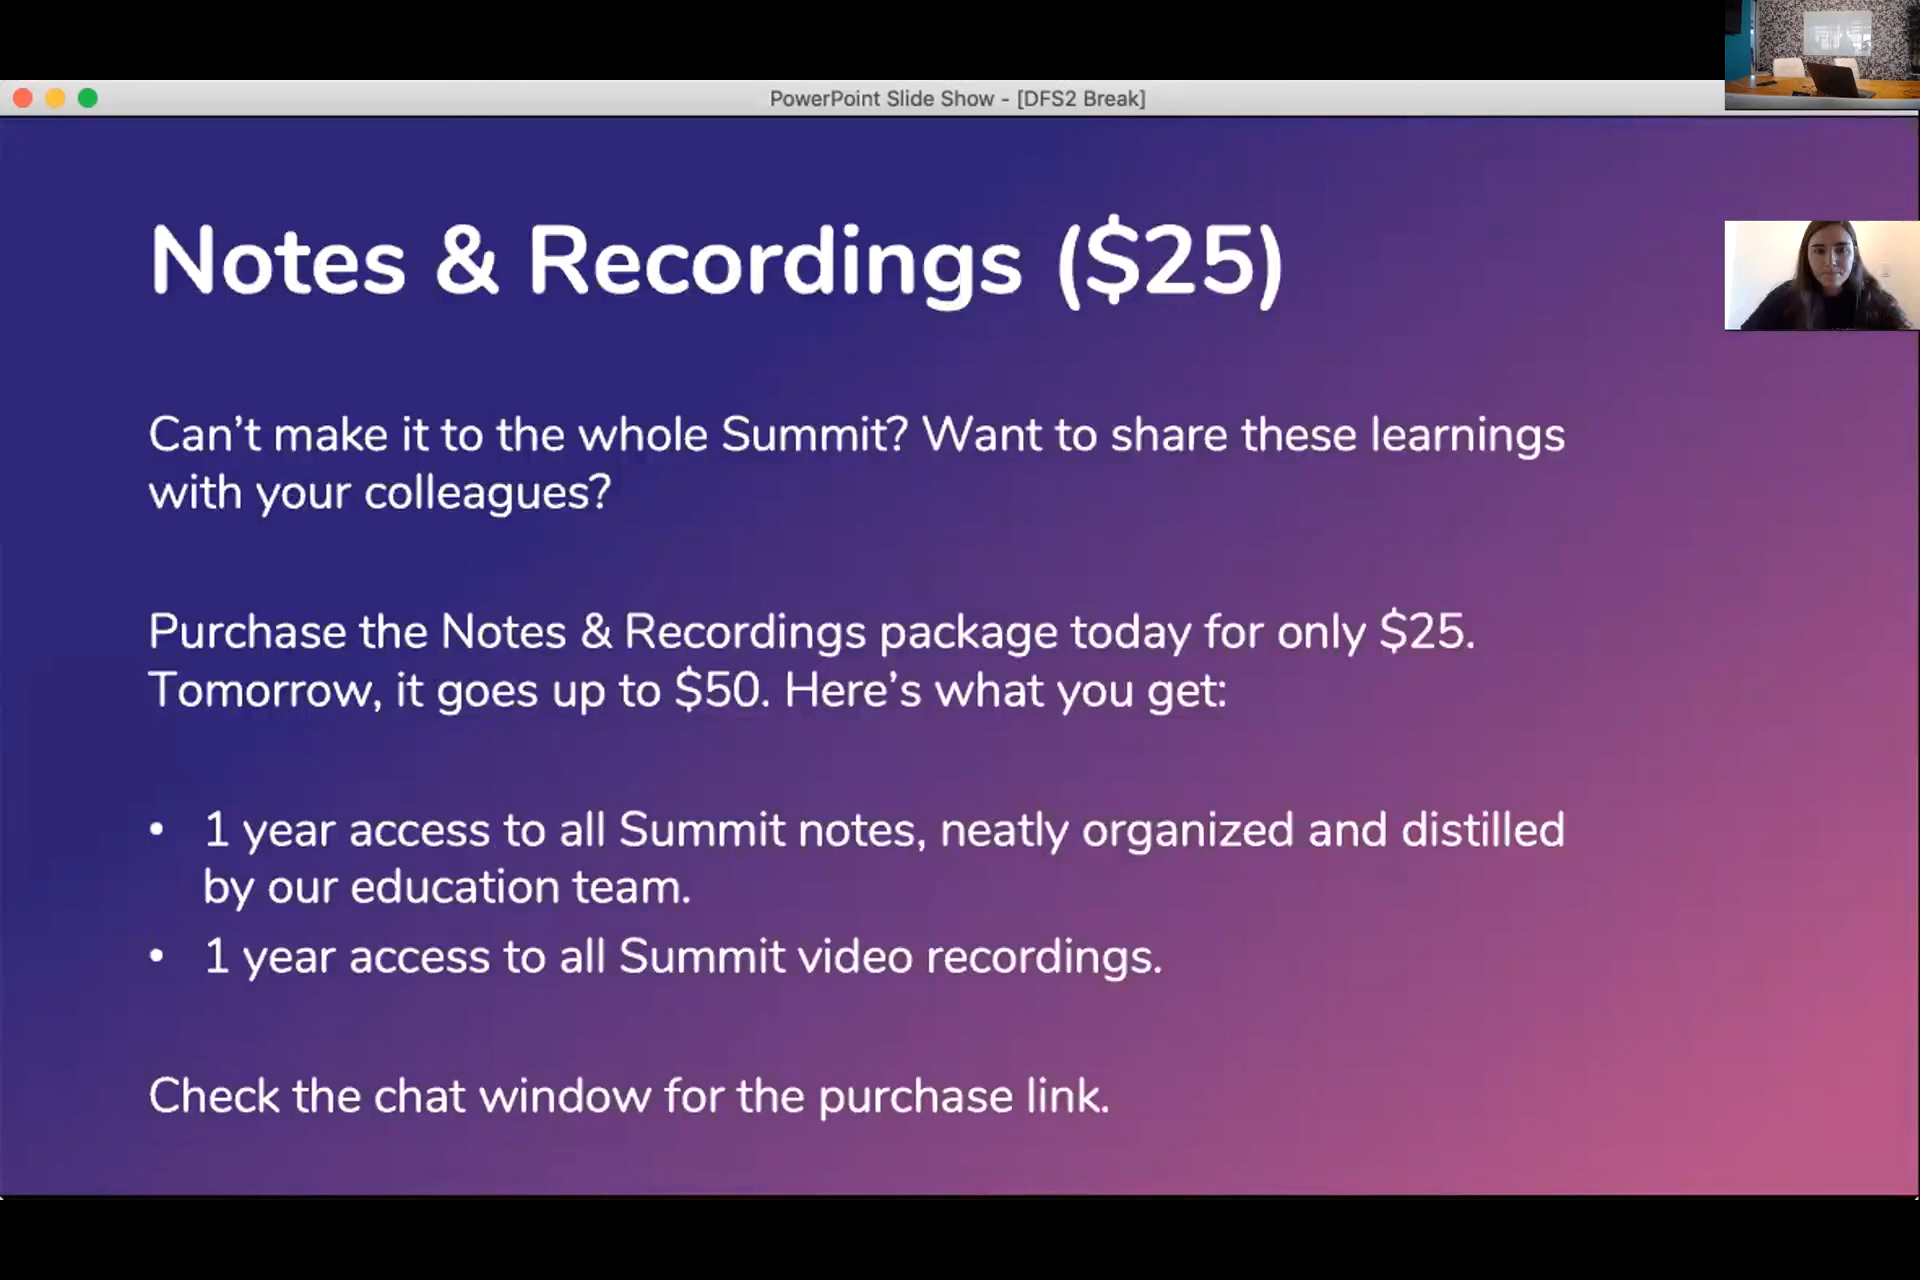 PowerPoint Slide Show - [DFS2 Break]
Notes & Recordings ($25)
Can’t make it to the whole Summit? Want to share these learnings
with your colleagues?
Purchase the Notes & Recordings package today for only $25.
Tomorrow, it goes up to $50. Here’s what you get:
• 1 year access to all Summit notes, neatly organized and distilled
by our education team.
• 1 year access to all Summit video recordings.
Check the chat window for the purchase link.